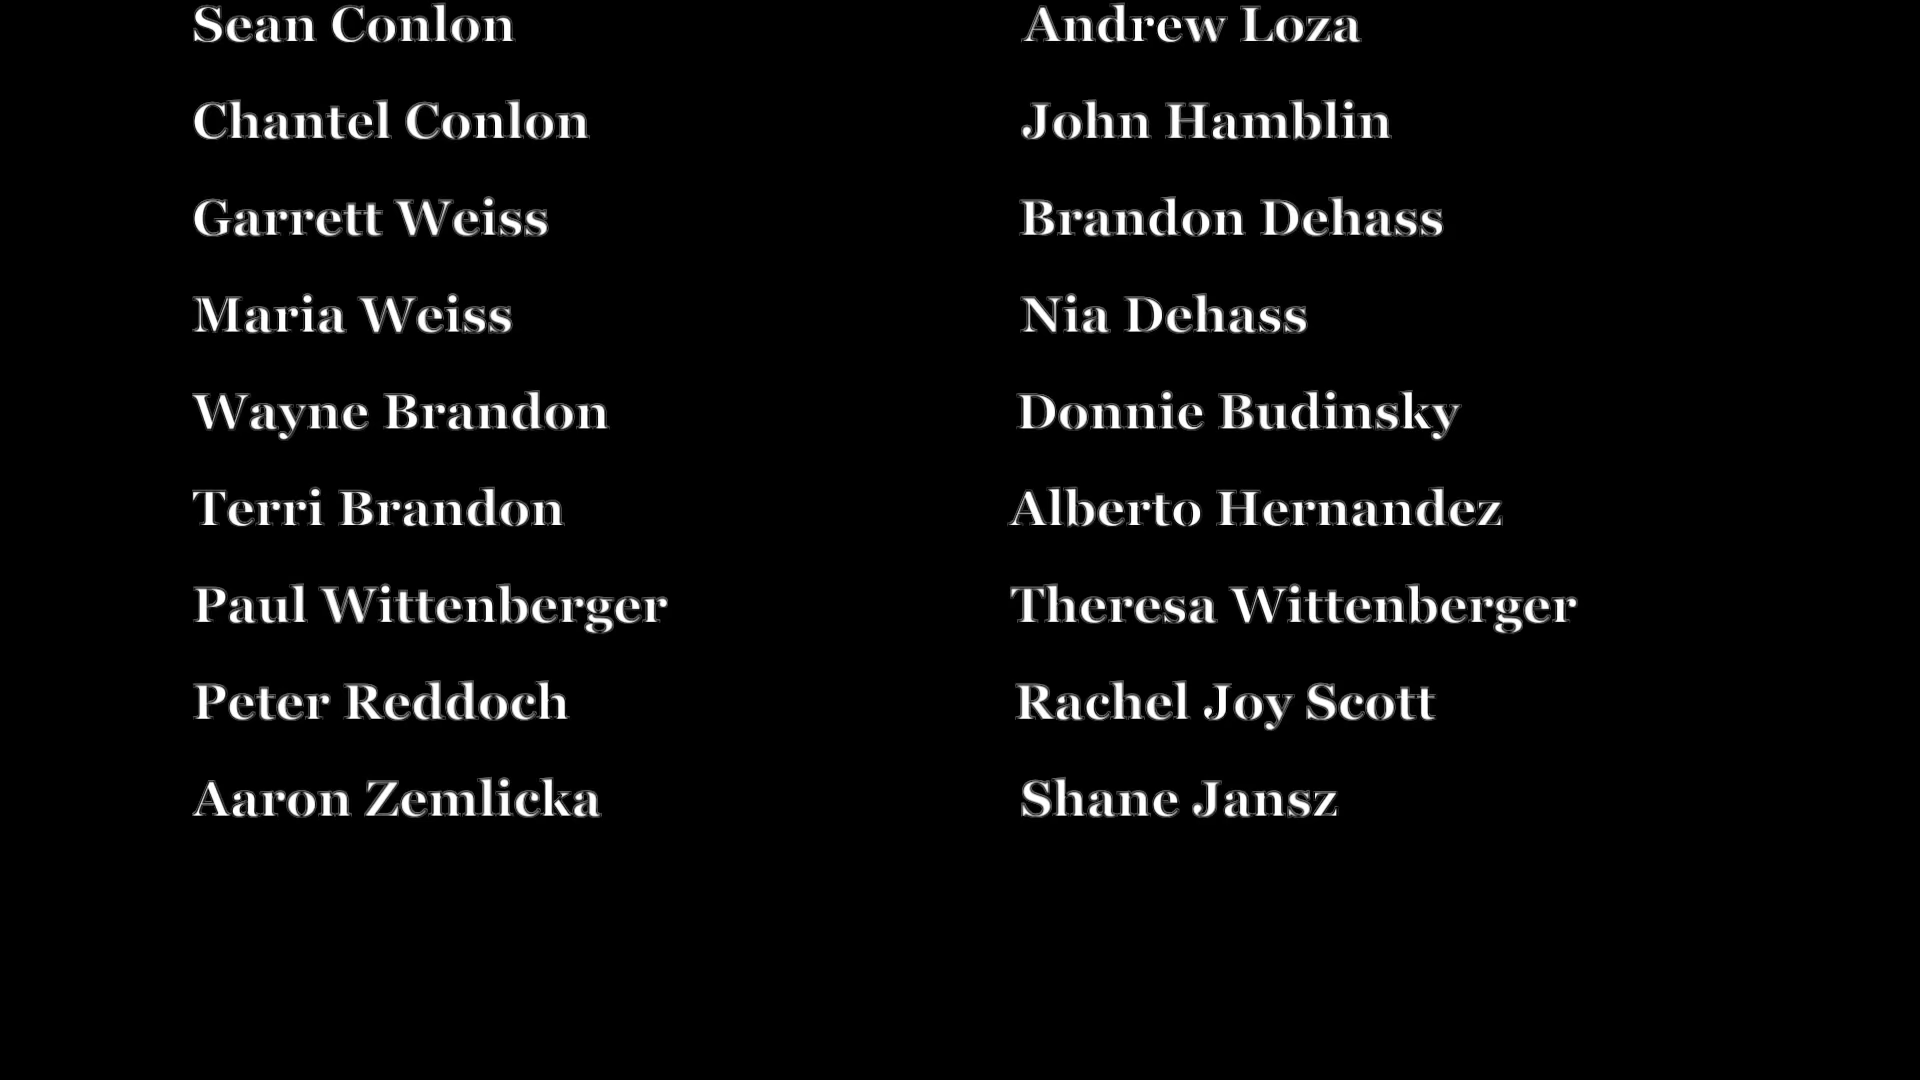 Sean Conlon Andrew Loza
Chantel Conlon John Hamblin
Garrett Weiss Brandon Dehass
Maria Weiss Nia Dehass
Wayne Brandon Donnie Budinsky
Terri Brandon Alberto Hernandez
Paul Wittenberger Theresa Wittenberger
Peter Reddoch Rachel Joy Scott
Aaron Zemlicka Shane Jansz